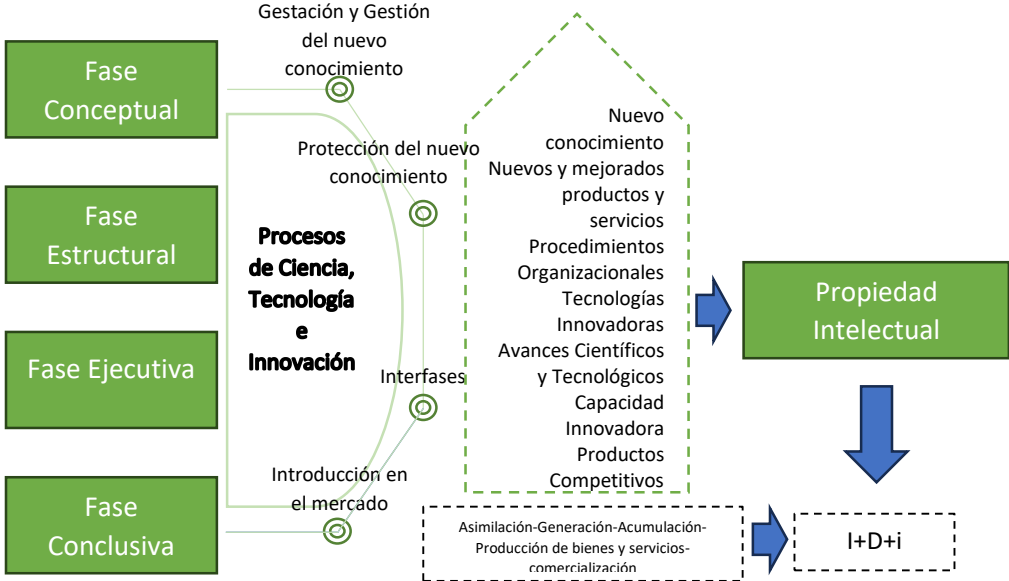 Fase
Conceptual
Fase
Estructural
Fase Ejecutiva
Fase
Conclusiva
Procesos
de Ciencia,
Tecnología
e
Innovación
Gestación y Gestión
del nuevo
conocimiento
Protección del nuevo
conocimiento
Interfases
Introducción en
el mercado
Nuevo
conocimiento
Nuevos y mejorados
productos y
servicios
Procedimientos
Organizacionales
Tecnologías
Innovadoras
Avances Científicos
y Tecnológicos
Capacidad
Innovadora
Productos
Competitivos
Asimilación-Generación-Acumulación-
Producción de bienes y servicios-
comercialización
Propiedad
Intelectual
I+D+i